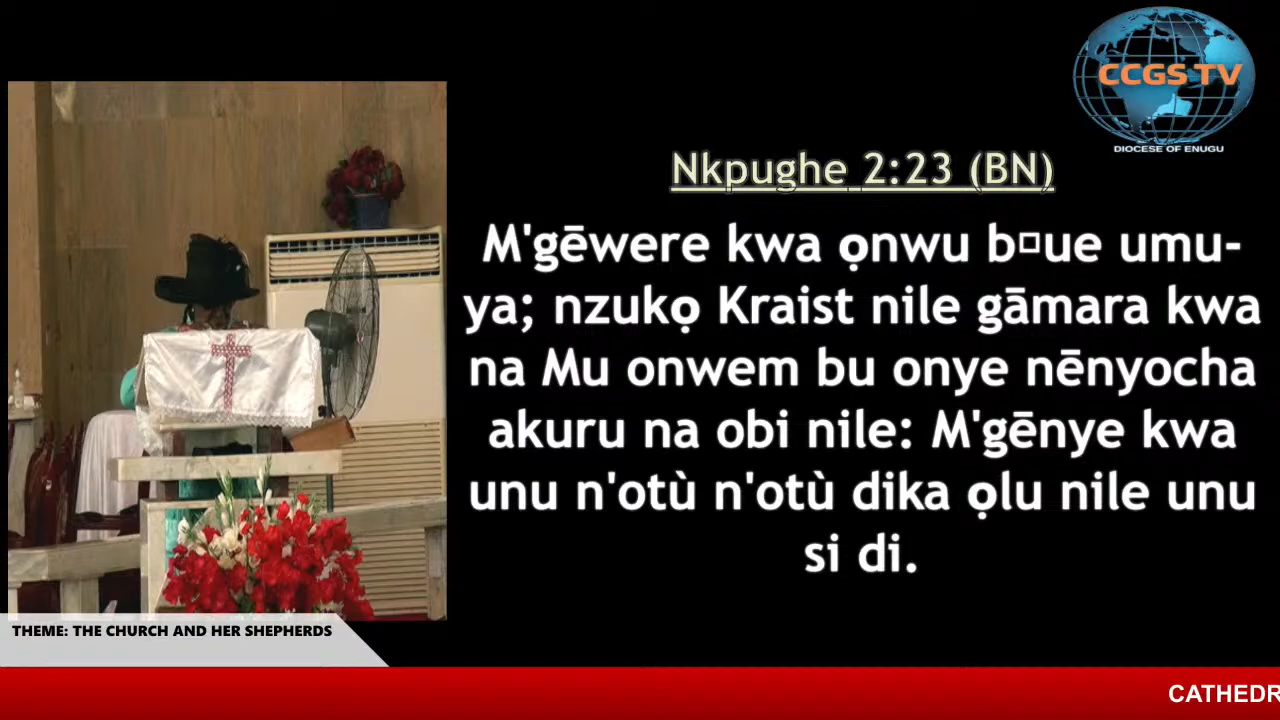 CCGS TV
DIOCESE OF ENUGU
Nkpughe 2:23 (BN)
M'gēwere kwa ọnwu b□ue umu-
ya; nzukọ Kraist nile gāmara kwa
na Mu onwem bu onye nēnyocha
akuru na obi nile: M'gēnye kwa
unu n'otù n'otù dika ọlu nile unu
si di.
THEME: THE CHURCH AND HER SHEPHERDS
CATHEDR